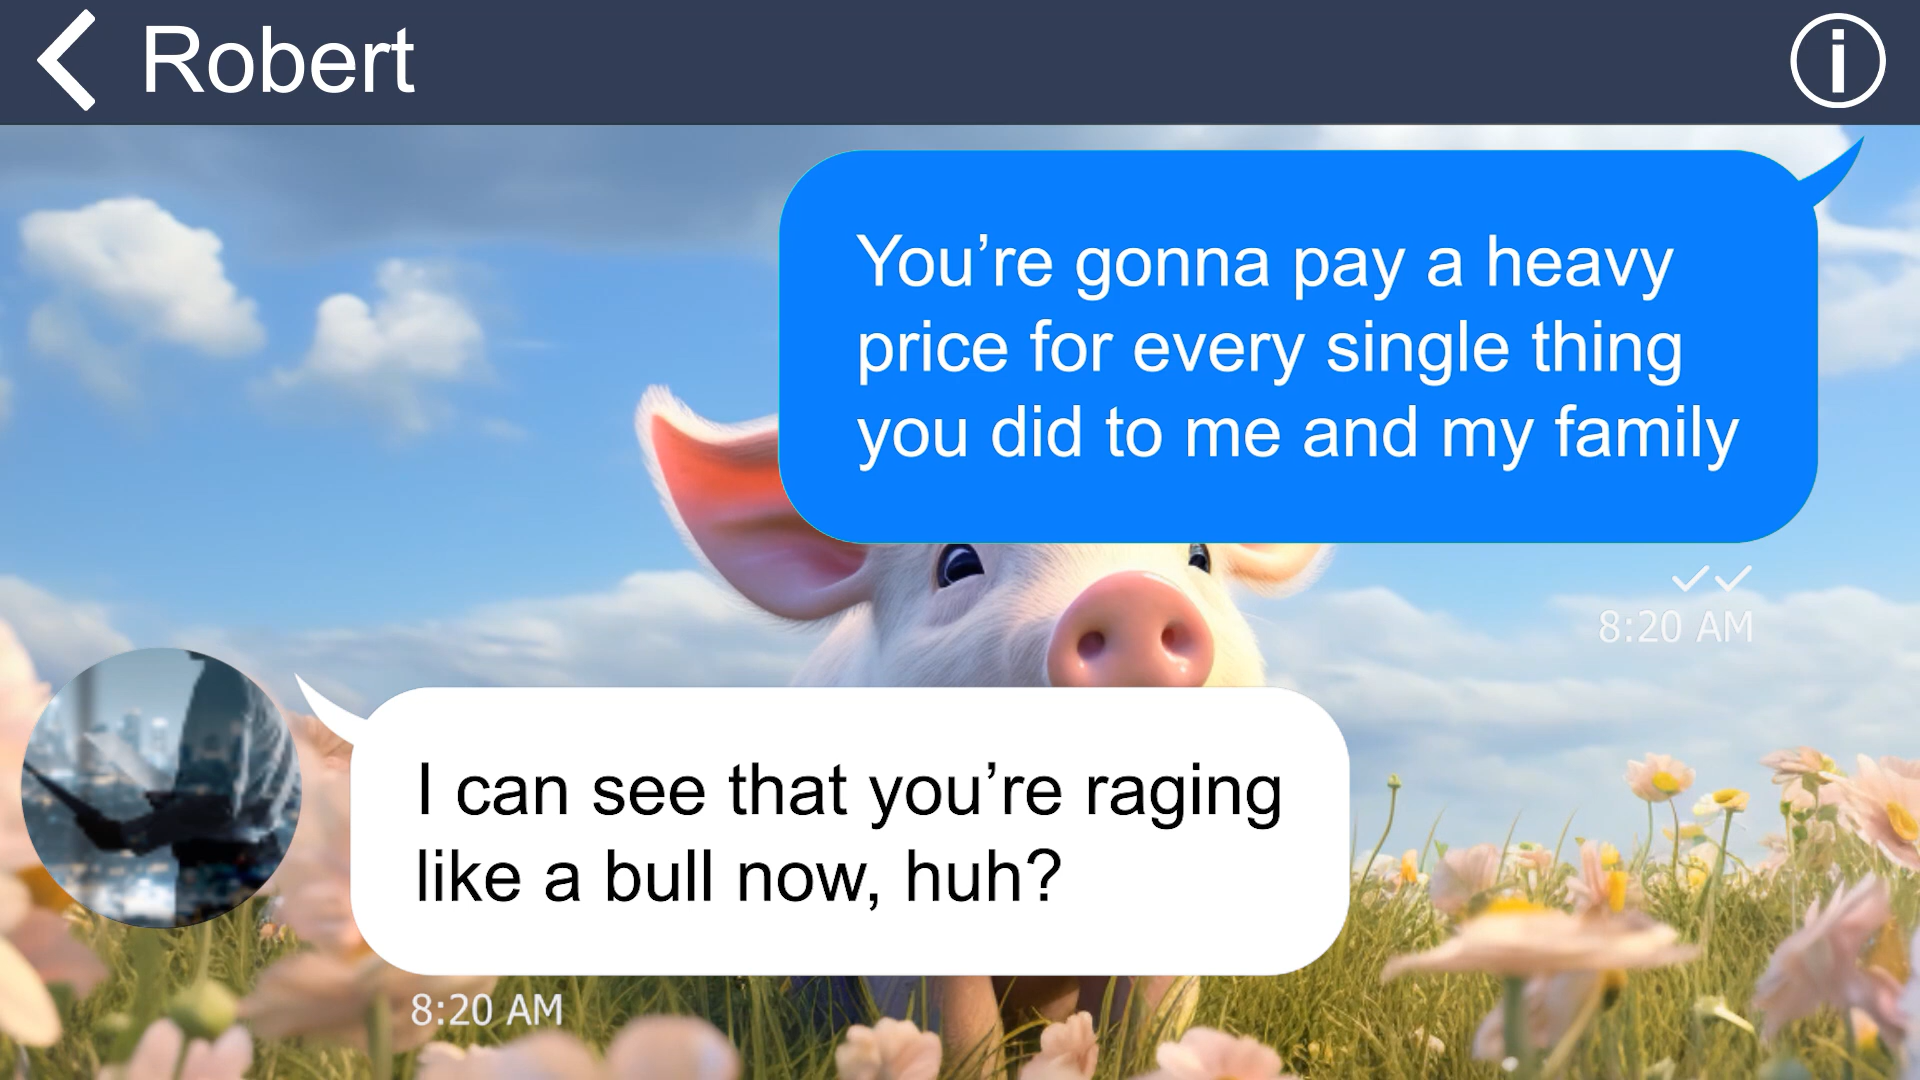 Robert
You’re gonna pay a heavy
price for every single thing
you did to me and my family
8:20 AM
I can see that you’re raging
like a bull now, huh?
8:20 AM